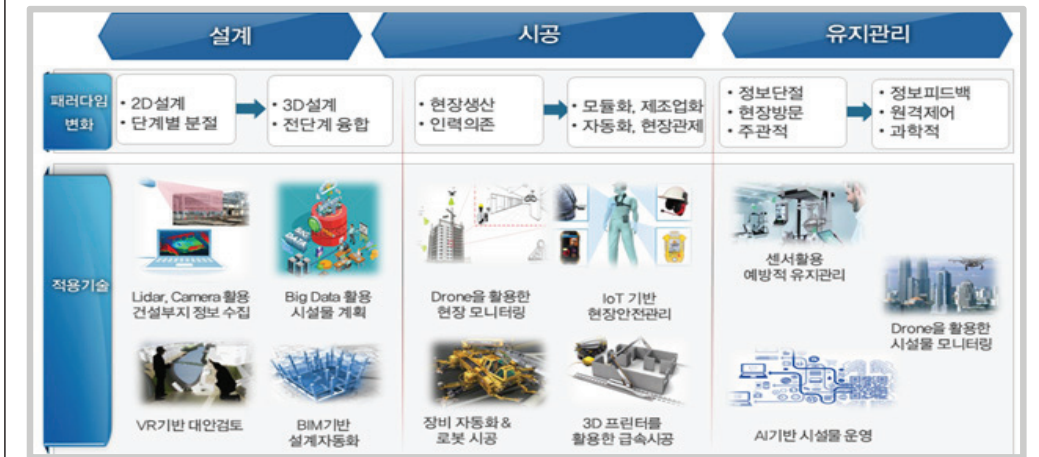 설계
시공
유지관리
패러다임
변화
• 2D설계
• 단계별 분절
• 3D설계
• 전단계 융합
• 현장생산
• 인력의존
• 모듈화, 제조업화
• 자동화, 현장관제
• 정보단절
• 현장방문
• 주관적
• 정보피드백
• 원격제어
• 과학적
적용기술
BIG
DATA
Lidar, Camera 활용
건설부지 정보 수집
Big Data 활용
시설물 계획
Drone을 활용한
현장 모니터링
IoT 기반
현장안전관리
센서활용
예방적 유지관리
Drone을 활용한
시설물 모니터링
VR기반 대안검토
BIM기반
설계자동화
장비 자동화 &
로봇 시공
3D 프린터를
활용한 급속시공
AI기반 시설물 운영